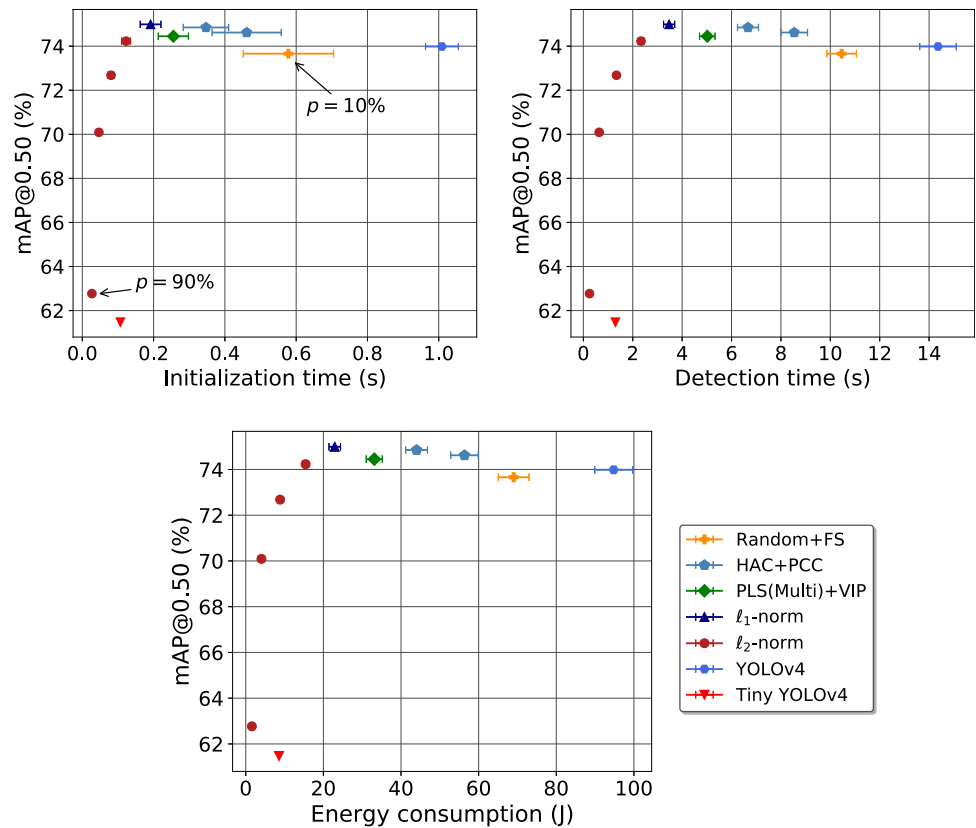 mAP@0.50 (%)
74
72
70
68
66
64
62
p = 10%
p = 90%
0.0 0.2 0.4 0.6 0.8 1.0
Initialization time (s)
mAP@0.50 (%)
74
72
70
68
66
64
62
0 2 4 6 8 10 12 14
Detection time (s)
mAP@0.50 (%)
74
72
70
68
66
64
62
0 20 40 60 80 100
Energy consumption (J)
Random+FS
HAC+PCC
PLS(Multi)+VIP
ℓ₁-norm
ℓ₂-norm
YOLOv4
Tiny YOLOv4